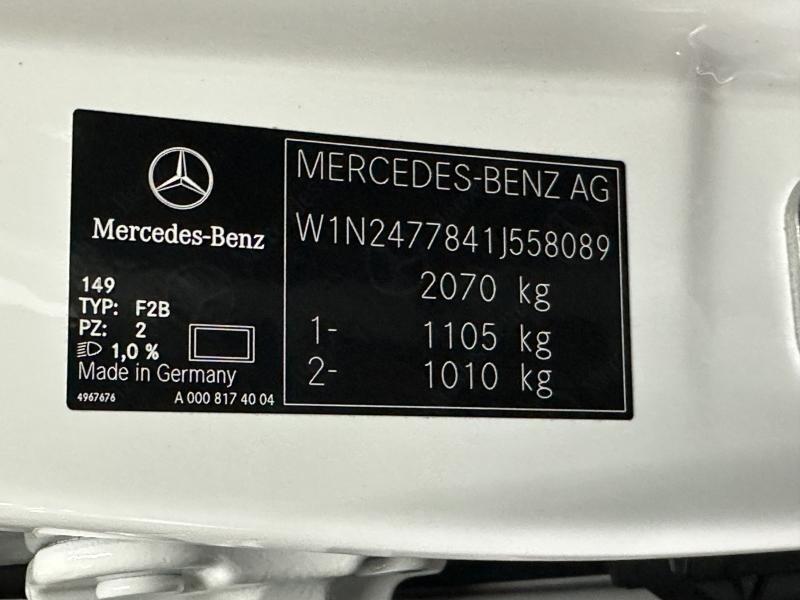 Mercedes-Benz
149
TYP: F2B
PZ: 2
1,0 %
Made in Germany
4967676 A 000 817 40 04
MERCEDES-BENZ AG
W1N2477841J558089
2070 kg
1- 1105 kg
2- 1010 kg